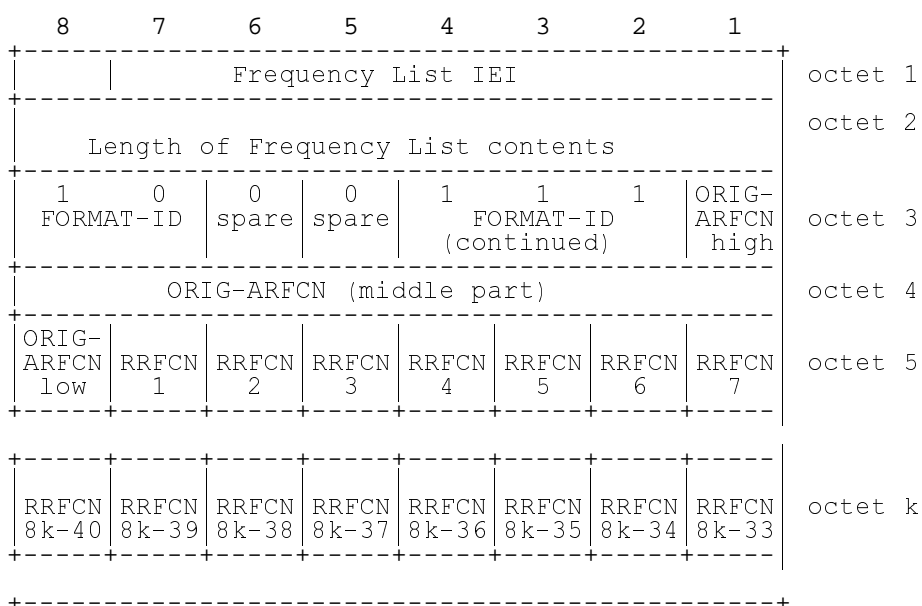 8 7 6 5 4 3 2 1
Frequency List IEI octet 1
octet 2
Length of Frequency List contents
1 0 0 0 1 1 1 ORIG-
FORMAT-ID spare spare FORMAT-ID ARFCN octet 3
(continued) high
ORIG-ARFCN (middle part) octet 4
ORIG-
ARFCN RRFCN RRFCN RRFCN RRFCN RRFCN RRFCN RRFCN octet 5
low 1 2 3 4 5 6 7
RRFCN RRFCN RRFCN RRFCN RRFCN RRFCN RRFCN RRFCN octet k
8k-40 8k-39 8k-38 8k-37 8k-36 8k-35 8k-34 8k-33